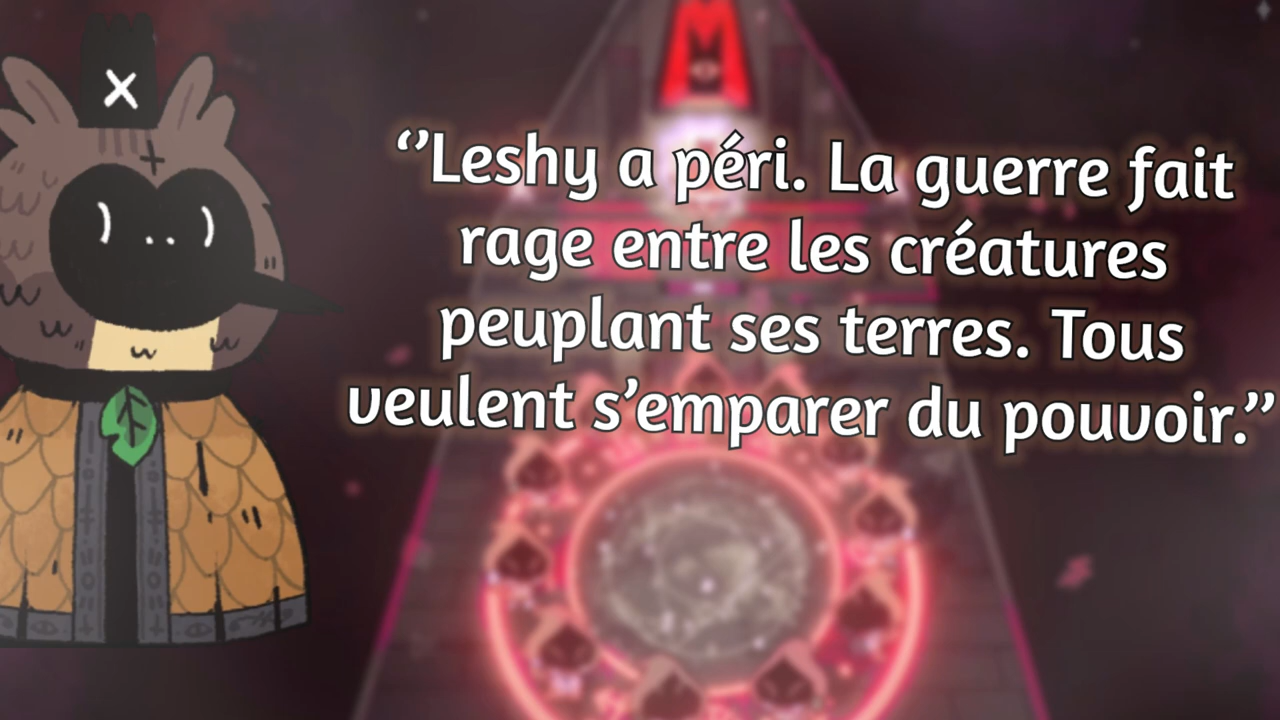 ‘’Leshy a péri. La guerre fait
rage entre les créatures
peuplant ses terres. Tous
veulent s’emparer du pouvoir.’’